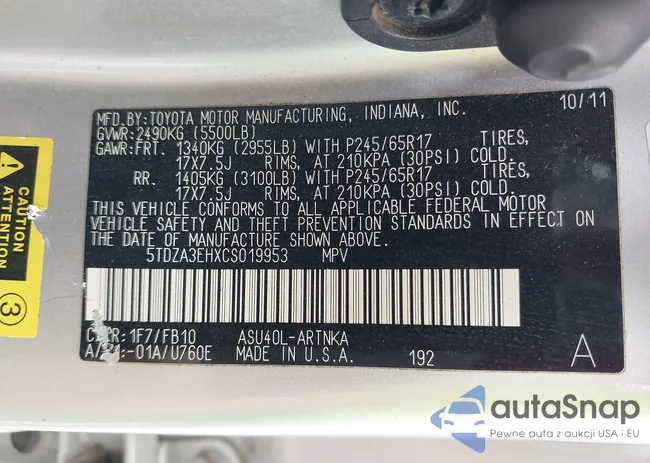 MFD.BY:TOYOTA MOTOR MANUFACTURING, INDIANA, INC. 10/11
GVWR:2490KG (5500LB)
GAWR:FRT. 1340KG (2955LB) WITH P245/65R17 TIRES,
17X7.5J RIMS, AT 210KPA (30PSI) COLD.
RR. 1405KG (3100LB) WITH P245/65R17 TIRES,
17X7.5J RIMS, AT 210KPA (30PSI) COLD.
THIS VEHICLE CONFORMS TO ALL APPLICABLE FEDERAL MOTOR
VEHICLE SAFETY AND THEFT PREVENTION STANDARDS IN EFFECT ON
THE DATE OF MANUFACTURE SHOWN ABOVE.
5TDZA3EHXCS019953 MPV
:1F7/FB10 ASU40L-ARTNKA
-01A/U760E MADE IN U.S.A. 192 A
CAUTION
ATTENTION
3
autoSnap
Pewne auta z aukcji USA i EU